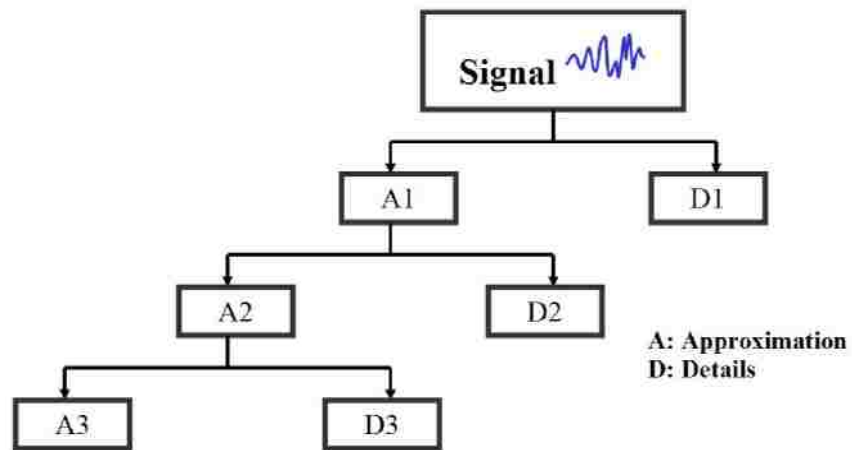 Signal
A1
D1
A2
D2
A: Approximation
D: Details
A3
D3